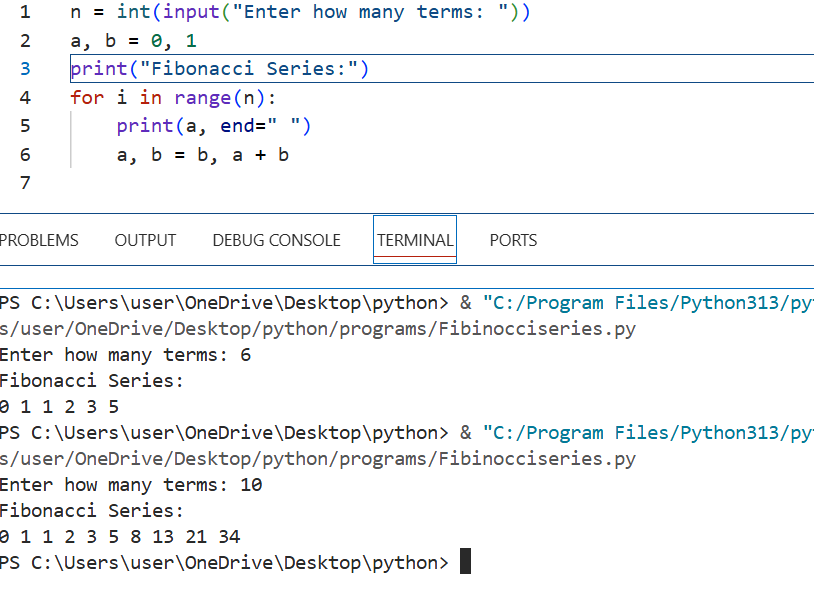 1 n = int(input("Enter how many terms: "))
2 a, b = 0, 1
3 print("Fibonacci Series:")
4 for i in range(n):
5     print(a, end=" ")
6     a, b = b, a + b
7
PROBLEMS OUTPUT DEBUG CONSOLE TERMINAL PORTS
PS C:\Users\user\OneDrive\Desktop\python> & "C:/Program Files/Python313/py
s/user/OneDrive/Desktop/python/programs/Fibinocciseries.py
Enter how many terms: 6
Fibonacci Series:
0 1 1 2 3 5
PS C:\Users\user\OneDrive\Desktop\python> & "C:/Program Files/Python313/py
s/user/OneDrive/Desktop/python/programs/Fibinocciseries.py
Enter how many terms: 10
Fibonacci Series:
0 1 1 2 3 5 8 13 21 34
PS C:\Users\user\OneDrive\Desktop\python>